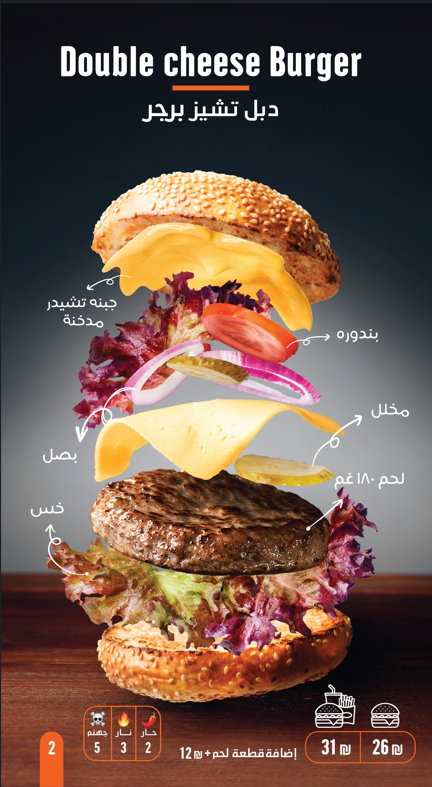 Double cheese Burger
دبل تشيز برجر
جبنه تشيدر
مدخنة
بندوره
مخلل
بصل
لحم ١٨٠ غم
خس
2
حار نار جهنم
2 3 5
إضافة قطعة لحم + 12 ₪
31 ₪
26 ₪